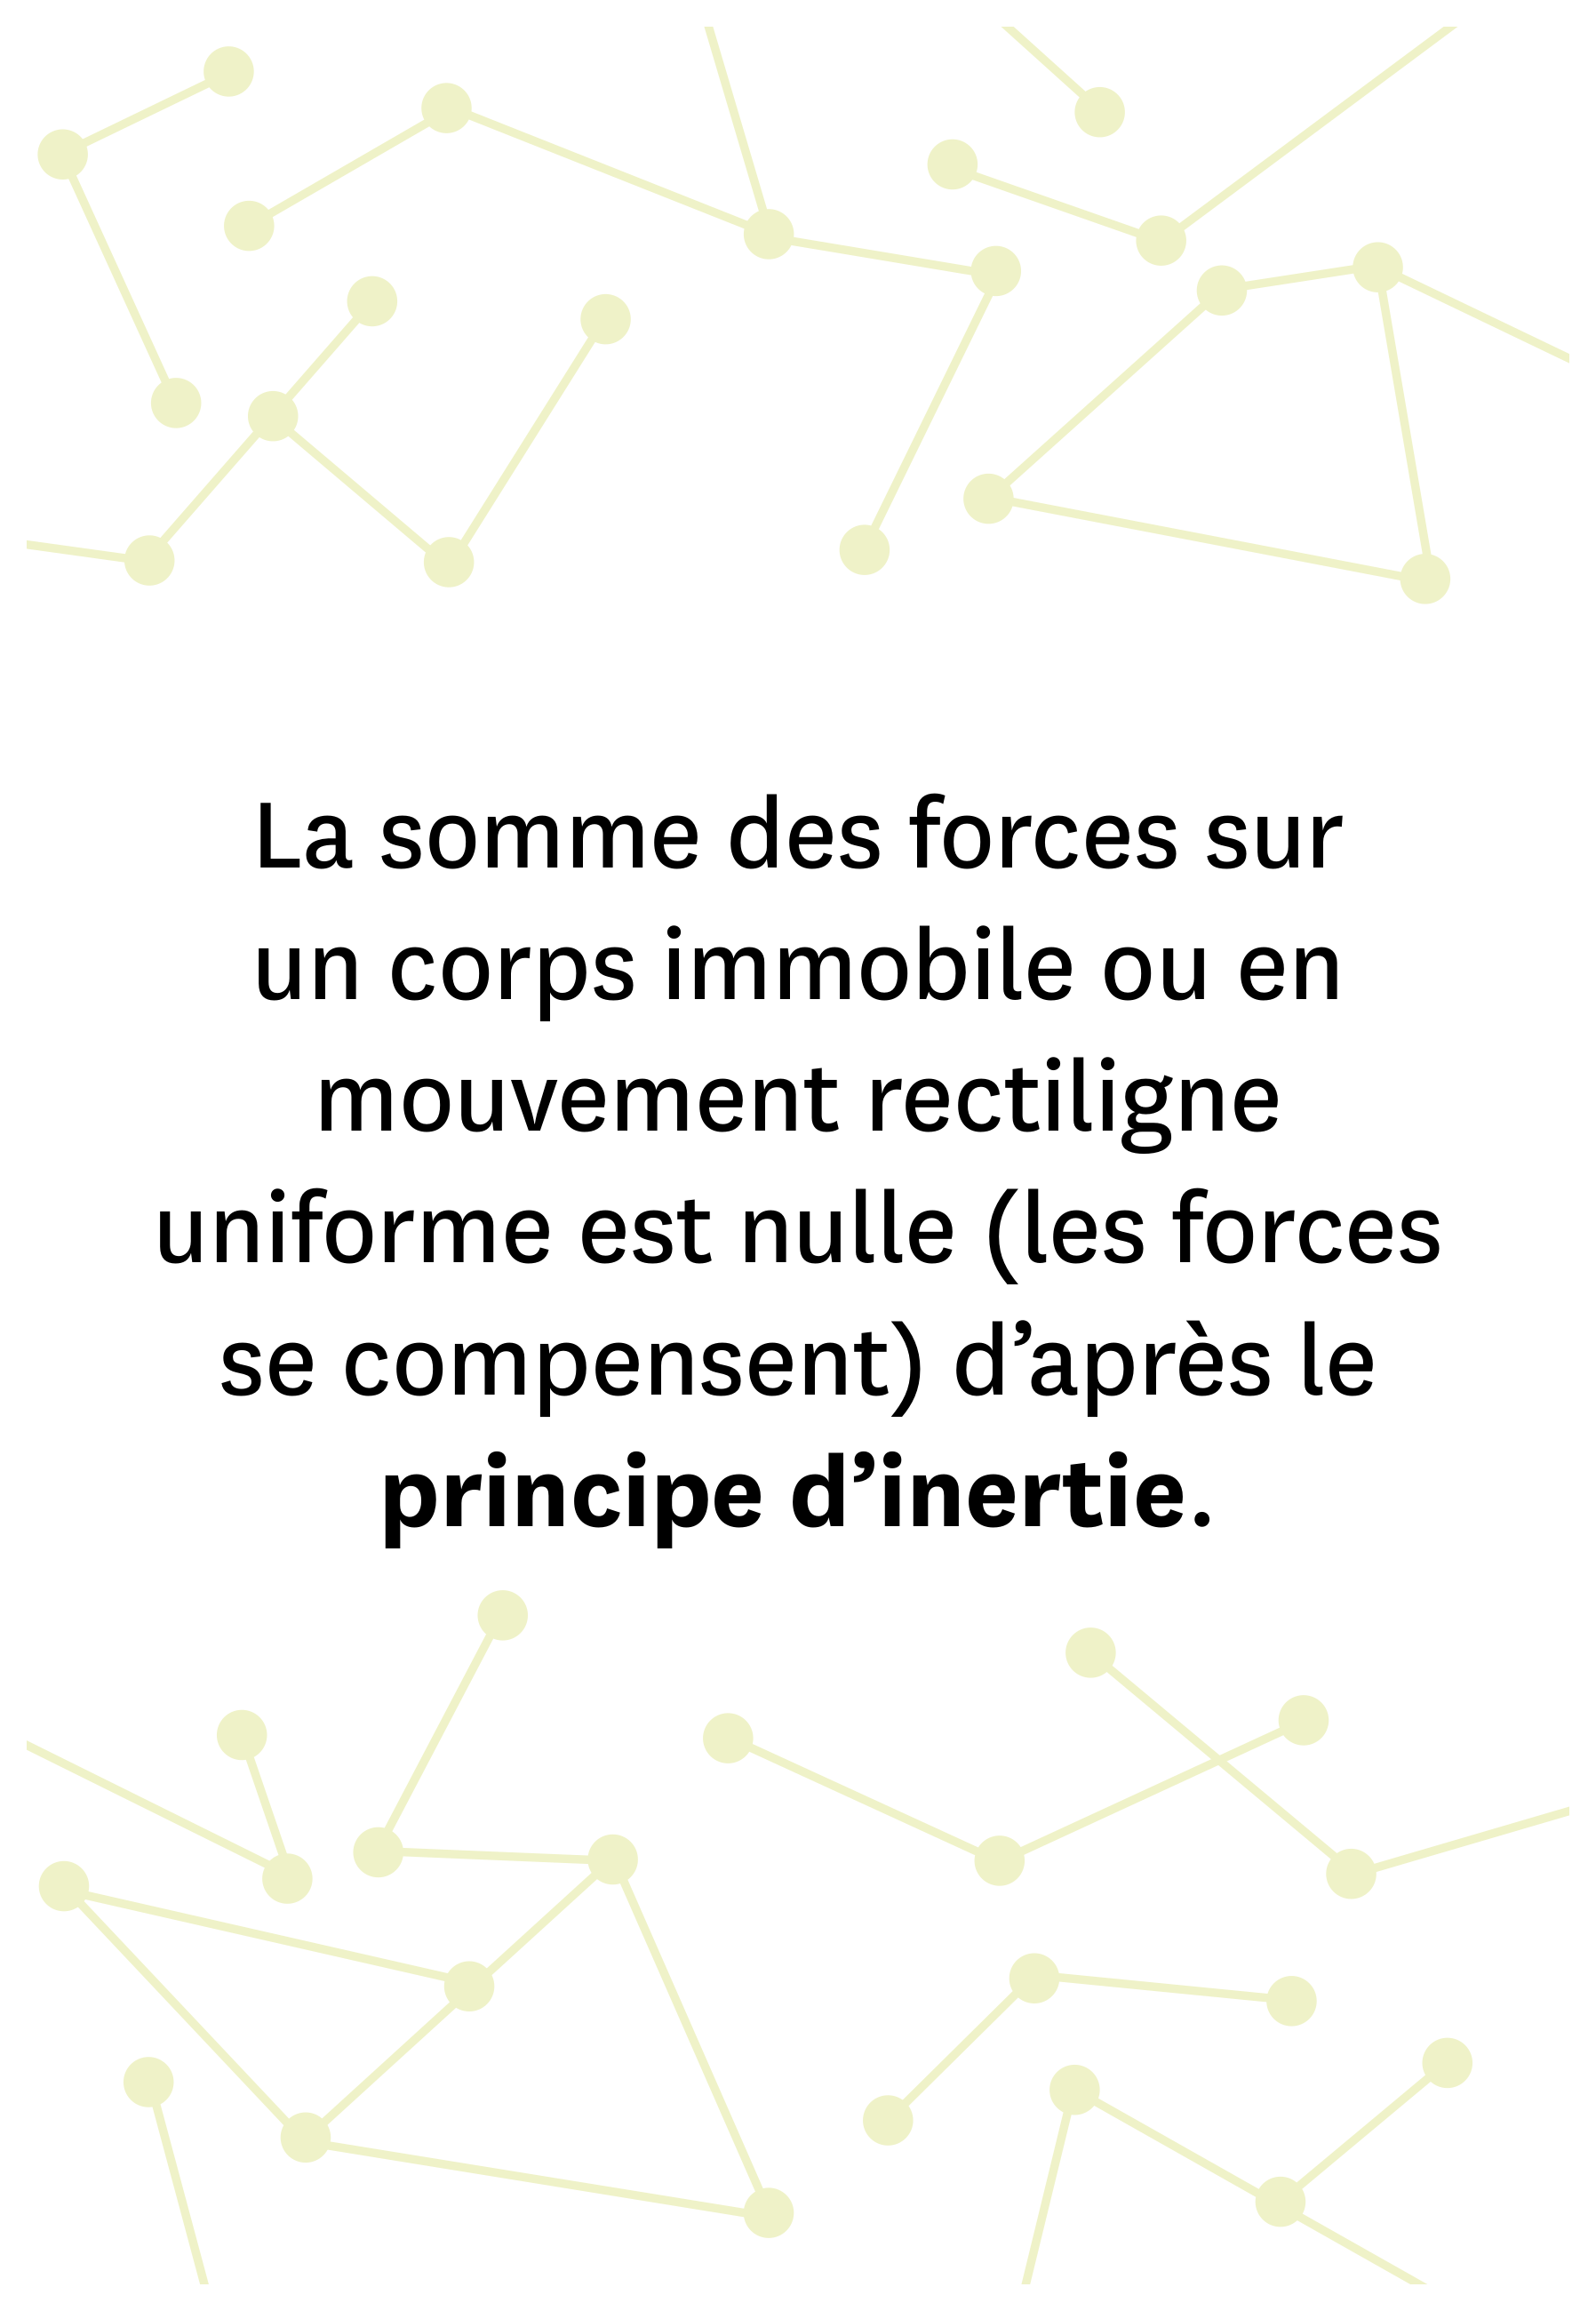 La somme des forces sur
un corps immobile ou en
mouvement rectiligne
uniforme est nulle (les forces
se compensent) d’après le
principe d’inertie.